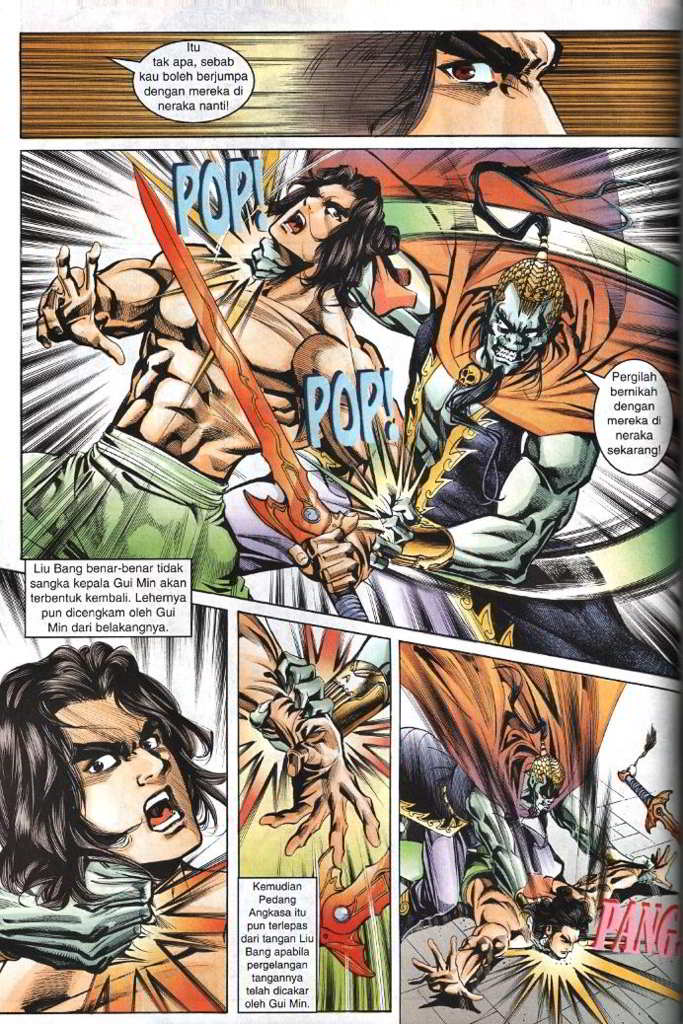 Itu
tak apa, sebab
kau boleh berjumpa
dengan mereka di
neraka nanti!
POP!
POP!
Pergilah
bernikah
dengan
mereka di
neraka
sekarang!
Liu Bang benar-benar tidak
sangka kepala Gui Min akan
terbentuk kembali. Lehernya
pun dicengkam oleh Gui
Min dari belakangnya.
Kemudian
Pedang
Angkasa itu
pun terlepas
dari tangan Liu
Bang apabila
pergelangan
tangannya
telah dicakar
oleh Gui Min.
PANG!